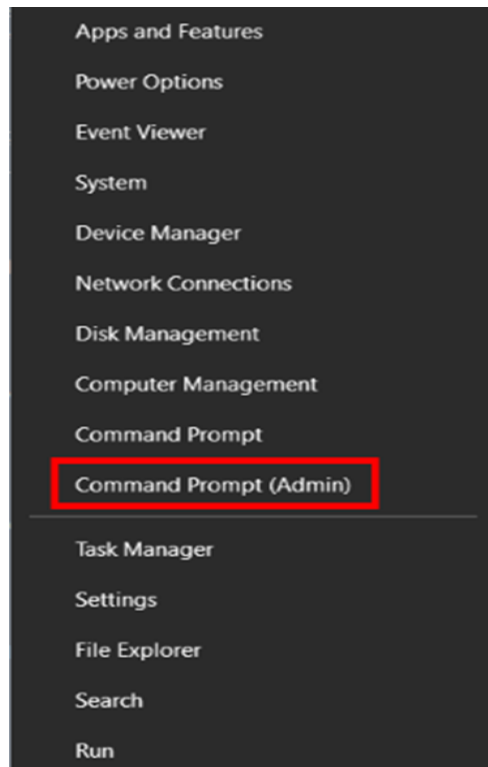 Apps and Features
Power Options
Event Viewer
System
Device Manager
Network Connections
Disk Management
Computer Management
Command Prompt
Command Prompt (Admin)
Task Manager
Settings
File Explorer
Search
Run